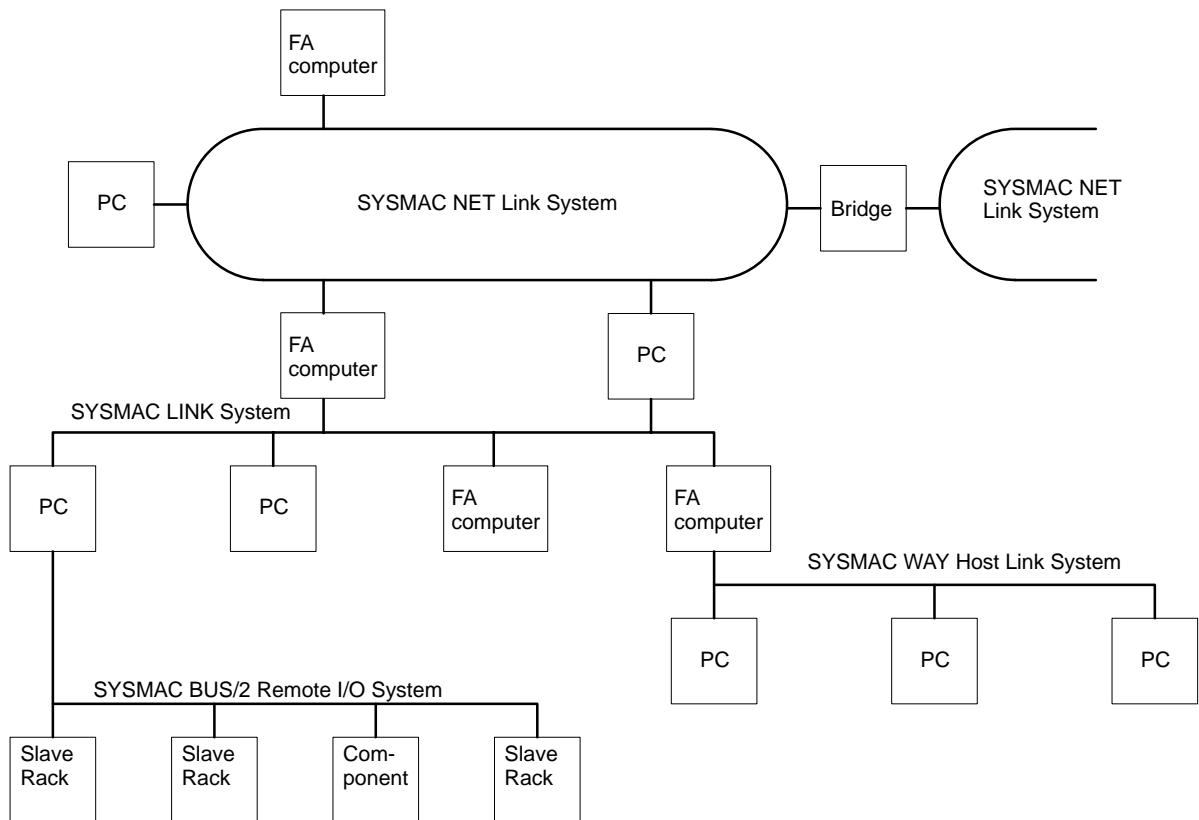 FA
computer
PC
SYSMAC NET Link System
Bridge
SYSMAC NET
Link System
FA
computer
PC
SYSMAC LINK System
PC
PC
FA
computer
FA
computer
SYSMAC WAY Host Link System
PC
PC
PC
SYSMAC BUS/2 Remote I/O System
Slave
Rack
Slave
Rack
Com-
ponent
Slave
Rack